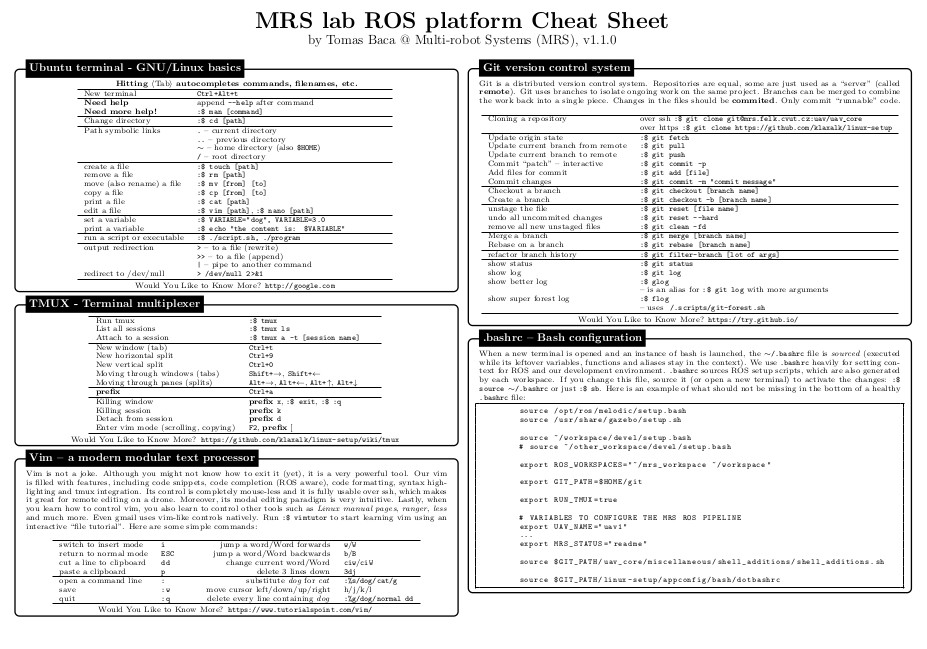 MRS lab ROS platform Cheat Sheet
by Tomas Baca @ Multi-robot Systems (MRS), v1.1.0
Ubuntu terminal - GNU/Linux basics
Hitting ⟨Tab⟩ autocompletes commands, filenames, etc.
New terminal Ctrl+Alt+t
Need help append --help after command
Need more help! :$ man [command]
Change directory :$ cd [path]
Path symbolic links . – current directory
.. – previous directory
~ – home directory (also $HOME)
/ – root directory
create a file :$ touch [path]
remove a file :$ rm [path]
move (also rename) a file :$ mv [from] [to]
copy a file :$ cp [from] [to]
print a file :$ cat [path]
edit a file :$ vim [path], :$ nano [path]
set a variable :$ VARIABLE="dog", VARIABLE=3.0
print a variable :$ echo "the content is: $VARIABLE"
run a script or executable :$ ./script.sh, ./program
output redirection > – to a file (rewrite)
>> – to a file (append)
| – pipe to another command
redirect to /dev/null > /dev/null 2>&1
Would You Like to Know More? http://google.com
TMUX - Terminal multiplexer
Run tmux :$ tmux
List all sessions :$ tmux ls
Attach to a session :$ tmux a -t [session name]
New window (tab) Ctrl+t
New horizontal split Ctrl+9
New vertical split Ctrl+0
Moving through windows (tabs) Shift+→, Shift+←
Moving through panes (splits) Alt+→, Alt+←, Alt+↑, Alt+↓
prefix Ctrl+a
Killing window prefix x, :$ exit, :$ :q
Killing session prefix k
Detach from session prefix d
Enter vim mode (scrolling, copying) F2, prefix [
Would You Like to Know More? https://github.com/klaxalk/linux-setup/wiki/tmux
Vim – a modern modular text processor
Vim is not a joke. Although you might not know how to exit it (yet), it is a very powerful tool. Our vim
is filled with features, including code snippets, code completion (ROS aware), code formatting, syntax high-
lighting and tmux integration. Its control is completely mouse-less and it is fully usable over ssh, which makes
it great for remote editing on a drone. Moreover, its modal editing paradigm is very intuitive. Lastly, when
you learn how to control vim, you also learn to control other tools such as Linux manual pages, ranger, less
and much more. Even gmail uses vim-like controls natively. Run :$ vimtutor to start learning vim using an
interactive “file tutorial”. Here are some simple commands:
switch to insert mode i jump a word/Word forwards w/W
return to normal mode ESC jump a word/Word backwards b/B
cut a line to clipboard dd change current word/Word ciw/ciW
paste a clipboard p delete 3 lines down 3dj
open a command line : substitute dog for cat :%s/dog/cat/g
save :w move cursor left/down/up/right h/j/k/l
quit :q delete every line containing dog :%g/dog/normal dd
Would You Like to Know More? https://www.tutorialspoint.com/vim/
Git version control system
Git is a distributed version control system. Repositories are equal, some are just used as a “server” (called
remote). Git uses branches to isolate ongoing work on the same project. Branches can be merged to combine
the work back into a single piece. Changes in the files should be commited. Only commit “runnable” code.
Cloning a repository over ssh :$ git clone git@mrs.felk.cvut.cz:uav/uav_core
over https :$ git clone https://github.com/klaxalk/linux-setup
Update origin state :$ git fetch
Update current branch from remote :$ git pull
Update current branch to remote :$ git push
Commit “patch” – interactive :$ git commit -p
Add files for commit :$ git add [file]
Commit changes :$ git commit -m "commit message"
Checkout a branch :$ git checkout [branch name]
Create a branch :$ git checkout -b [branch name]
unstage the file :$ git reset [file name]
undo all uncommited changes :$ git reset --hard
remove all new unstaged files :$ git clean -fd
Merge a branch :$ git merge [branch name]
Rebase on a branch :$ git rebase [branch name]
refactor branch history :$ git filter-branch [lot of args]
show status :$ git status
show log :$ git log
show better log :$ glog
– is an alias for :$ git log with more arguments
show super forest log :$ flog
– uses /.scripts/git-forest.sh
Would You Like to Know More? https://try.github.io/
.bashrc – Bash configuration
When a new terminal is opened and an instance of bash is launched, the ~/.bashrc file is sourced (executed
while its leftover variables, functions and aliases stay in the context). We use .bashrc heavily for setting con-
text for ROS and our development environment. .bashrc sources ROS setup scripts, which are also generated
by each workspace. If you change this file, source it (or open a new terminal) to activate the changes: :$
source ~/.bashrc or just :$ sb. Here is an example of what should not be missing in the bottom of a healthy
.bashrc file:
source /opt/ros/melodic/setup.bash
source /usr/share/gazebo/setup.sh
source ~/workspace/devel/setup.bash
# source ~/other_workspace/devel/setup.bash
export ROS_WORKSPACES="~/mrs_workspace ~/workspace"
export GIT_PATH=$HOME/git
export RUN_TMUX=true
# VARIABLES TO CONFIGURE THE MRS ROS PIPELINE
export UAV_NAME="uav1"
...
export MRS_STATUS="readme"
source $GIT_PATH/uav_core/miscellaneous/shell_additions/shell_additions.sh
source $GIT_PATH/linux-setup/appconfig/bash/dotbashrc